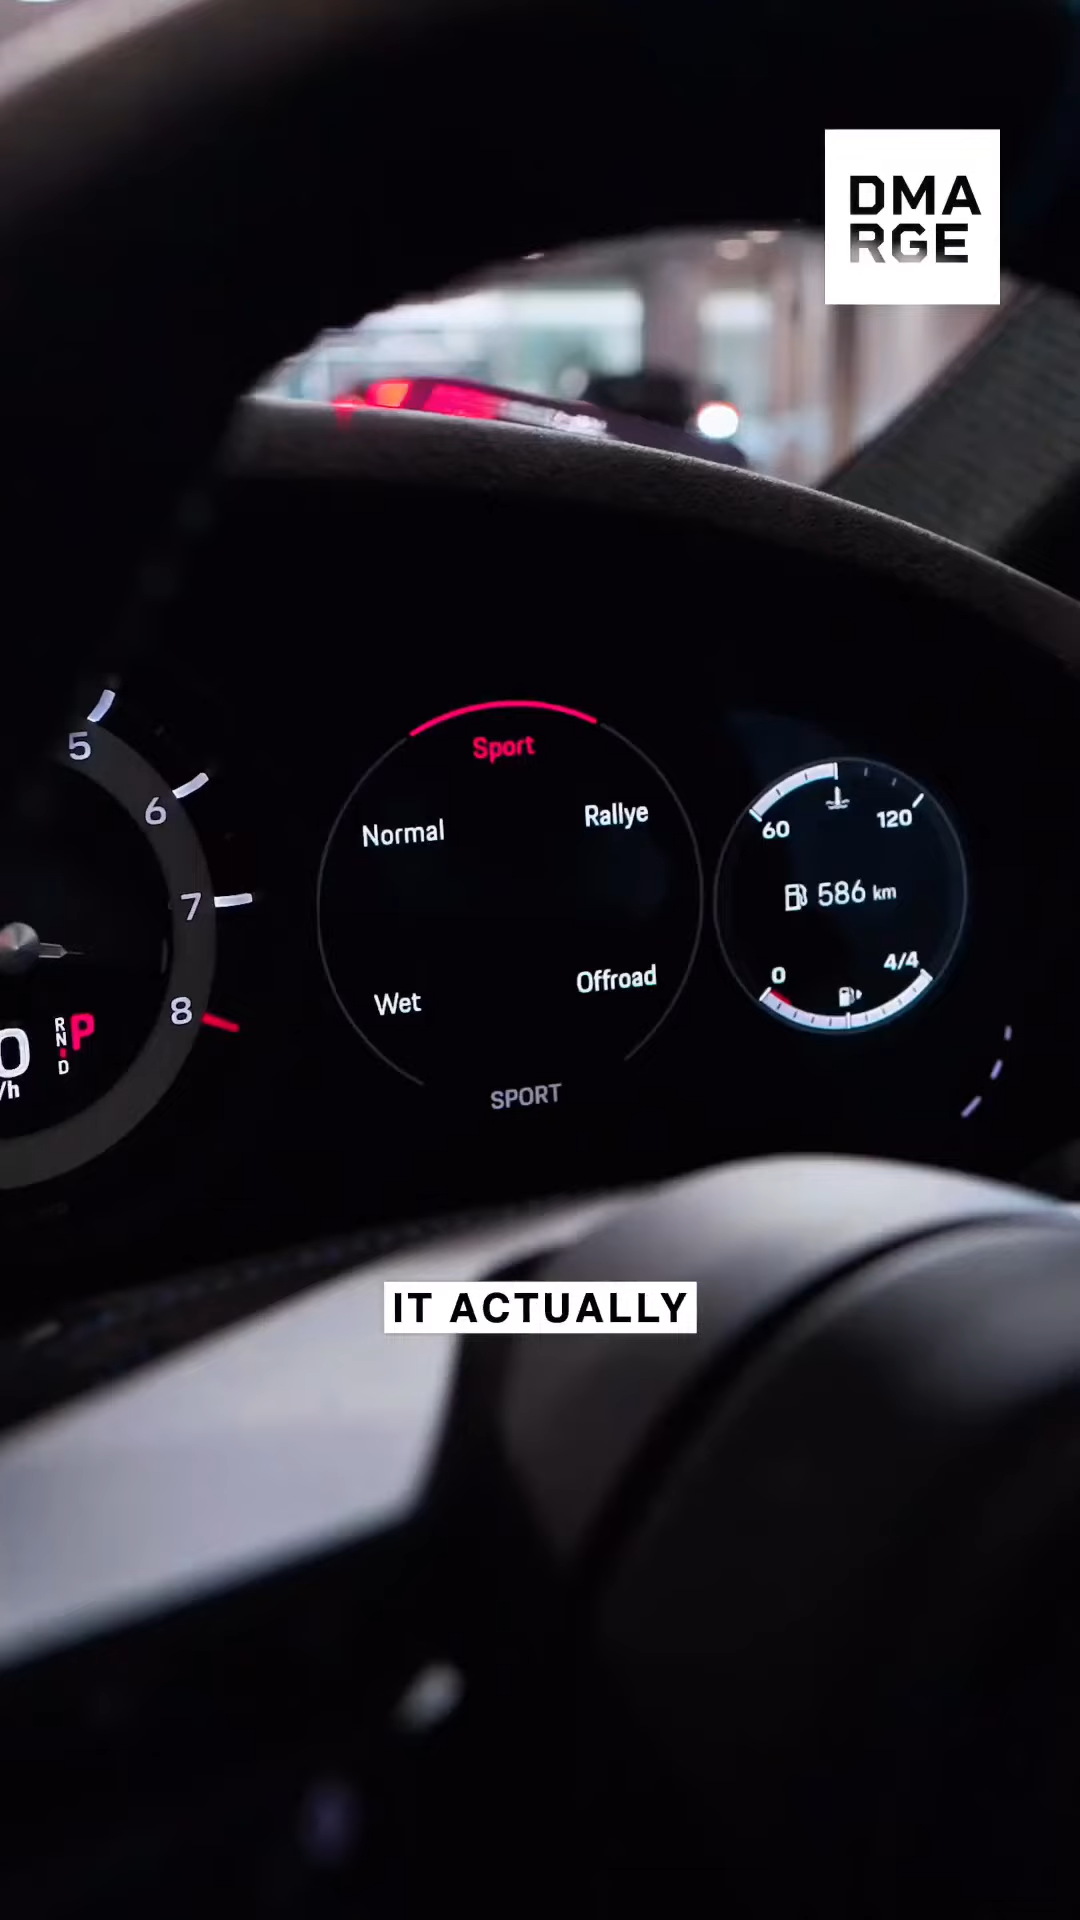 DMA
RGE
5
6
7
8
0
/h
R
N
D
P
Sport
Normal
Rallye
Wet
Offroad
SPORT
60
120
586 km
0
4/4
IT ACTUALLY